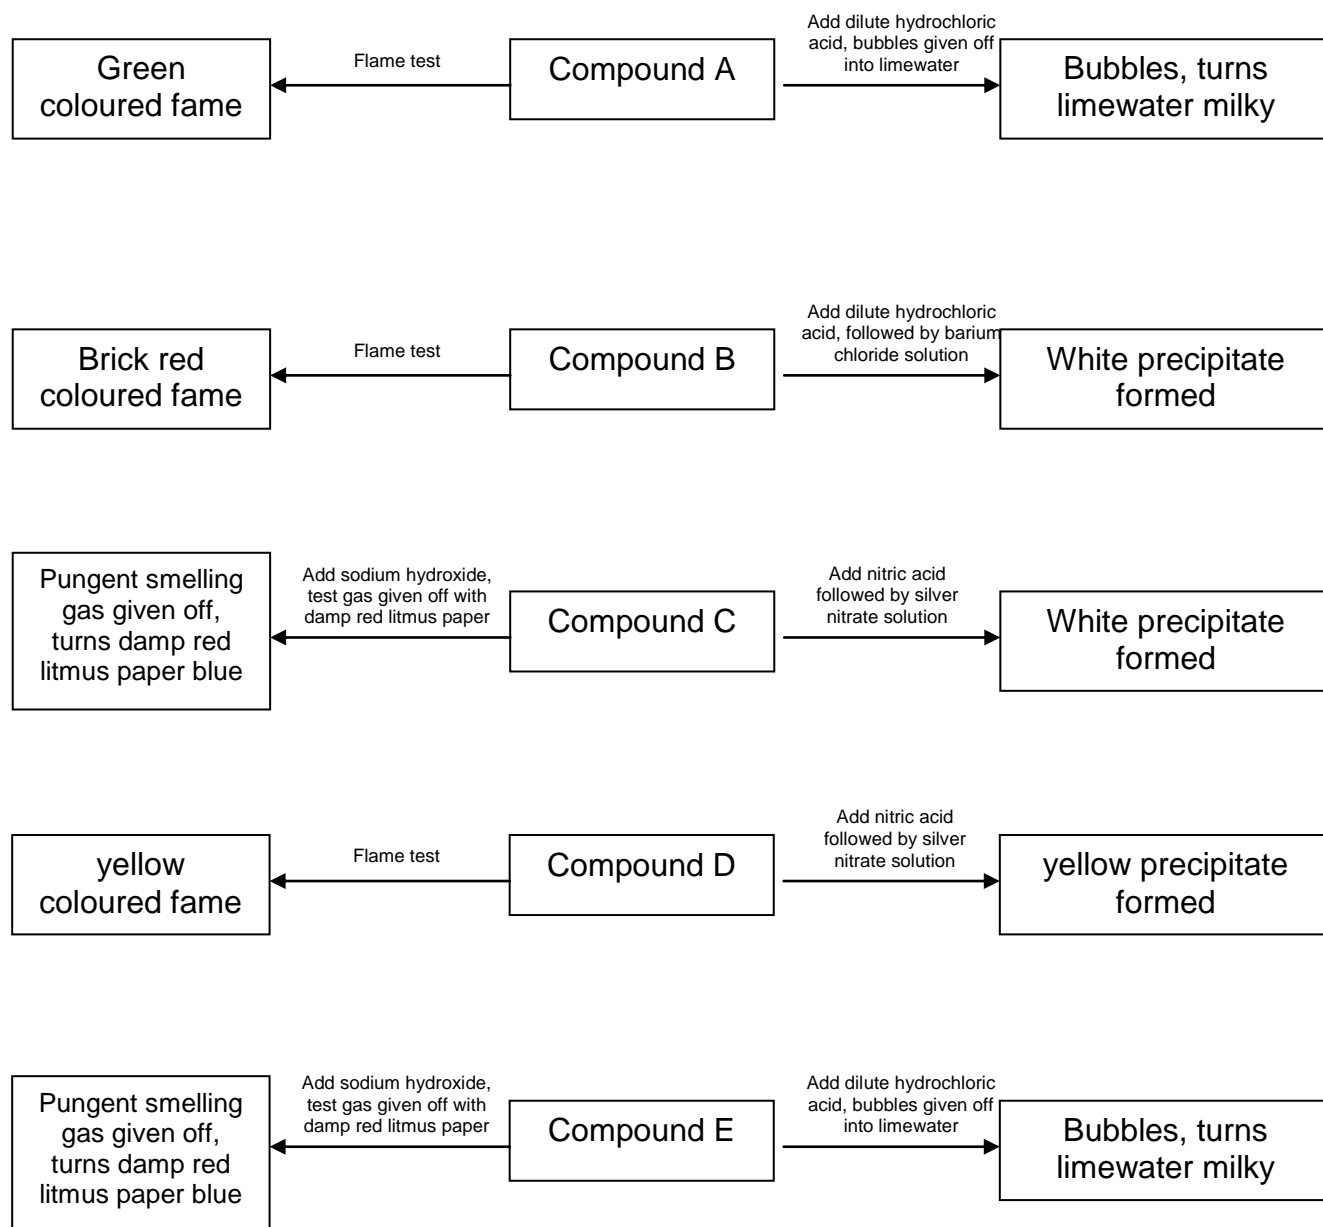 Green
coloured fame
Flame test
Compound A
Add dilute hydrochloric
acid, bubbles given off
into limewater
Bubbles, turns
limewater milky
Brick red
coloured fame
Flame test
Compound B
Add dilute hydrochloric
acid, followed by barium
chloride solution
White precipitate
formed
Pungent smelling
gas given off,
turns damp red
litmus paper blue
Add sodium hydroxide,
test gas given off with
damp red litmus paper
Compound C
Add nitric acid
followed by silver
nitrate solution
White precipitate
formed
yellow
coloured fame
Flame test
Compound D
Add nitric acid
followed by silver
nitrate solution
yellow precipitate
formed
Pungent smelling
gas given off,
turns damp red
litmus paper blue
Add sodium hydroxide,
test gas given off with
damp red litmus paper
Compound E
Add dilute hydrochloric
acid, bubbles given off
into limewater
Bubbles, turns
limewater milky